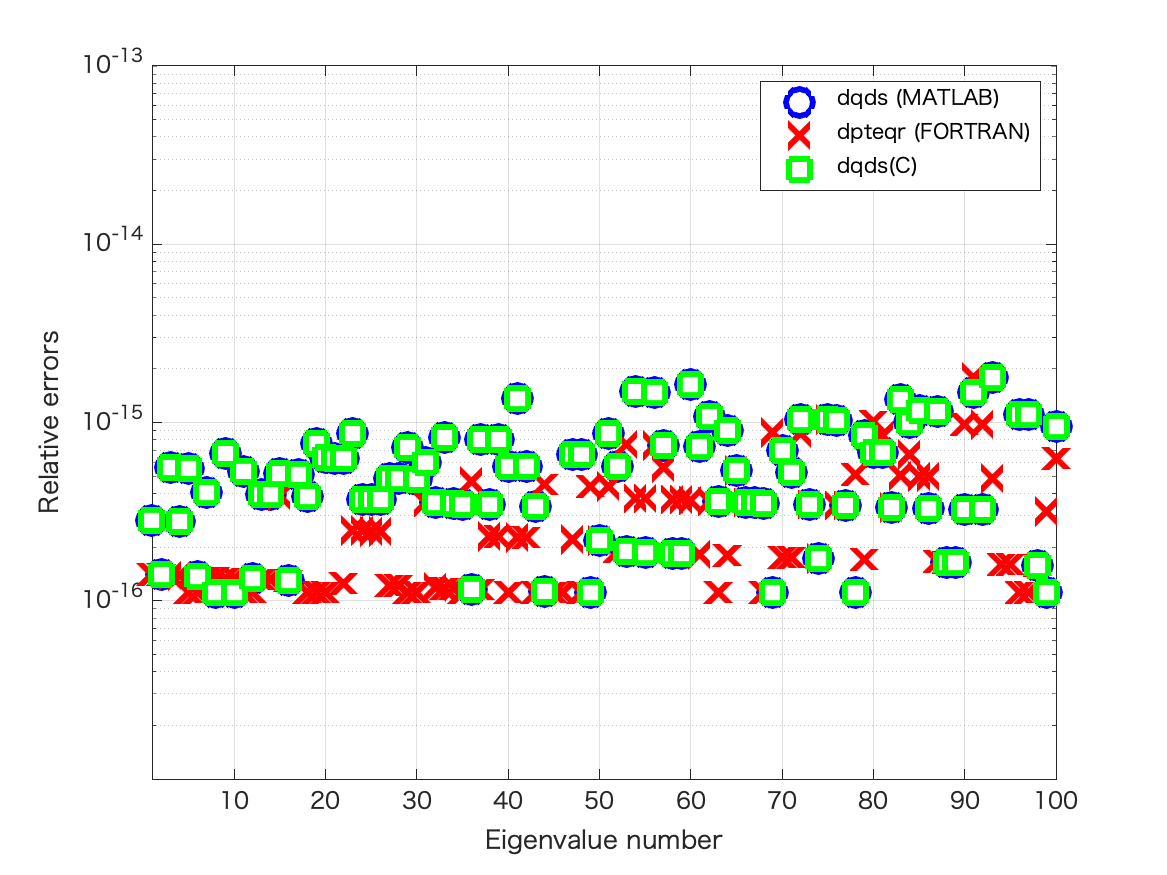 10-13
dqds (MATLAB)
dpteqr (FORTRAN)
dqds(C)
10-14
Relative errors
10-15
10-16
10 20 30 40 50 60 70 80 90 100
Eigenvalue number